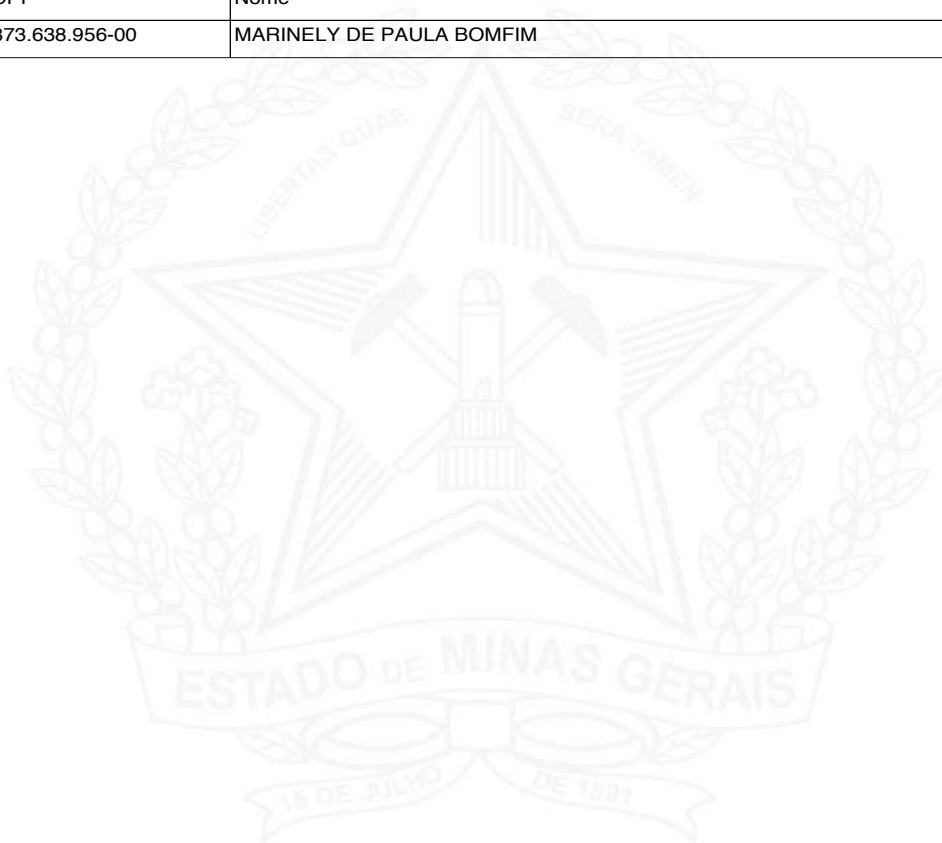 Nome
873.638.956-00 MARINELY DE PAULA BOMFIM
LIBERTAS QUAE SERA TAMEN
ESTADO DE MINAS GERAIS
15 DE JULHO DE 1891